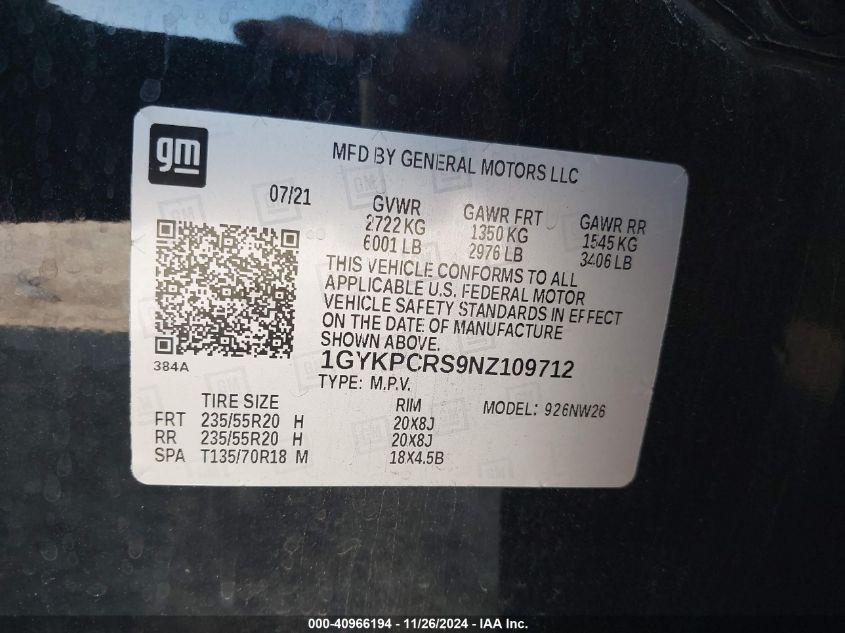 gm
MFD BY GENERAL MOTORS LLC
07/21
GVWR
2722 KG
6001 LB
GAWR FRT
1350 KG
2976 LB
GAWR RR
1545 KG
3406 LB
THIS VEHICLE CONFORMS TO ALL
APPLICABLE U.S. FEDERAL MOTOR
VEHICLE SAFETY STANDARDS IN EFFECT
ON THE DATE OF MANUFACTURE
SHOWN ABOVE.
384A
1GYKPCRS9NZ109712
TYPE: M.P.V.
MODEL: 926NW26
TIRE SIZE RIM
FRT 235/55R20 H 20X8J
RR 235/55R20 H 20X8J
SPA T135/70R18 M 18X4.5B
000-40966194 - 11/26/2024 - IAA Inc.